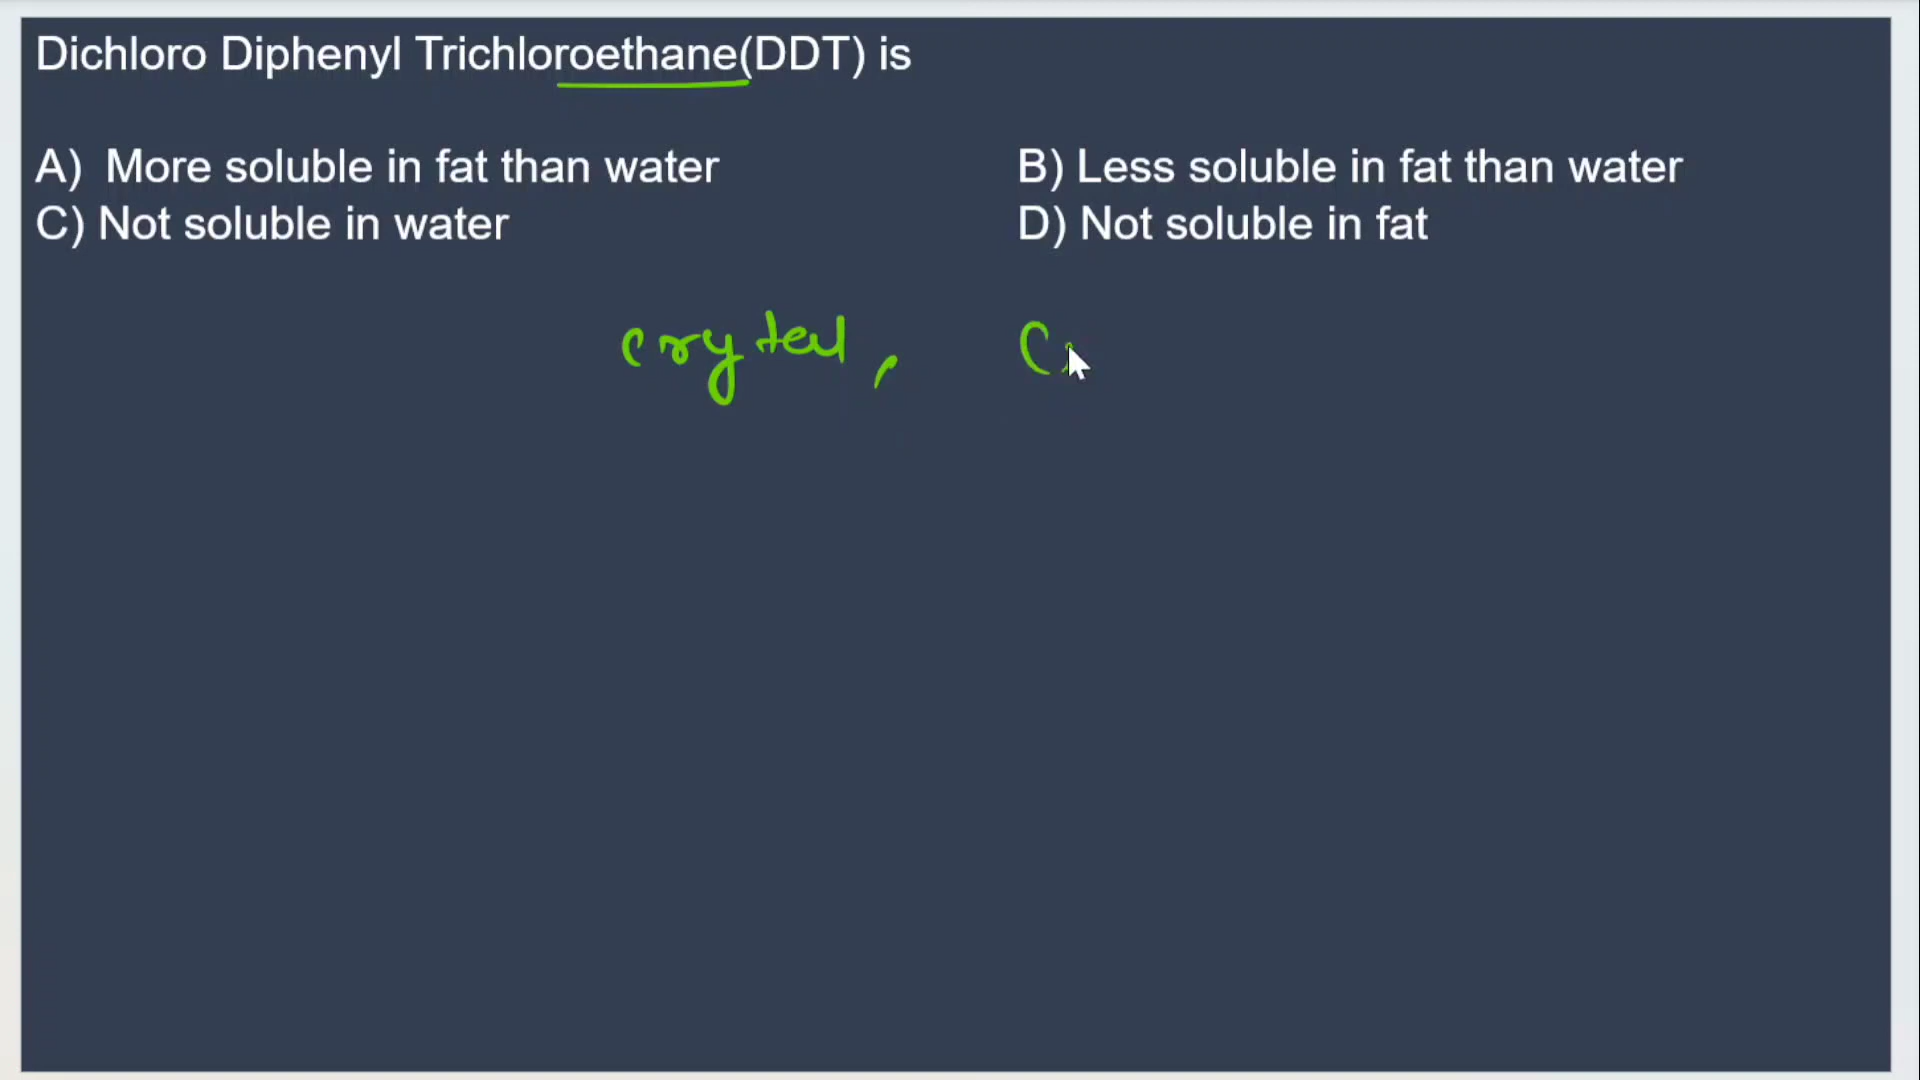 Dichloro Diphenyl Trichloroethane(DDT) is
A) More soluble in fat than water
B) Less soluble in fat than water
C) Not soluble in water
D) Not soluble in fat